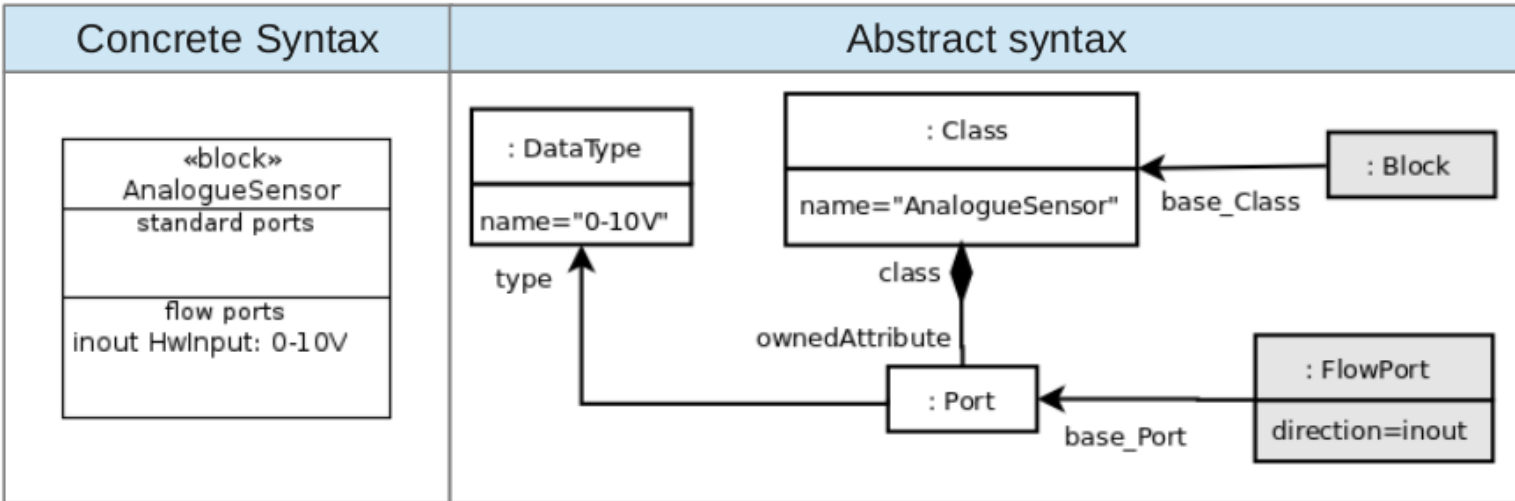 Concrete Syntax
Abstract syntax
«block»
AnalogueSensor
standard ports
flow ports
inout HwInput: 0-10V
: DataType
name="0-10V"
type
: Class
name="AnalogueSensor"
class
ownedAttribute
: Port
: Block
base_Class
: FlowPort
direction=inout
base_Port